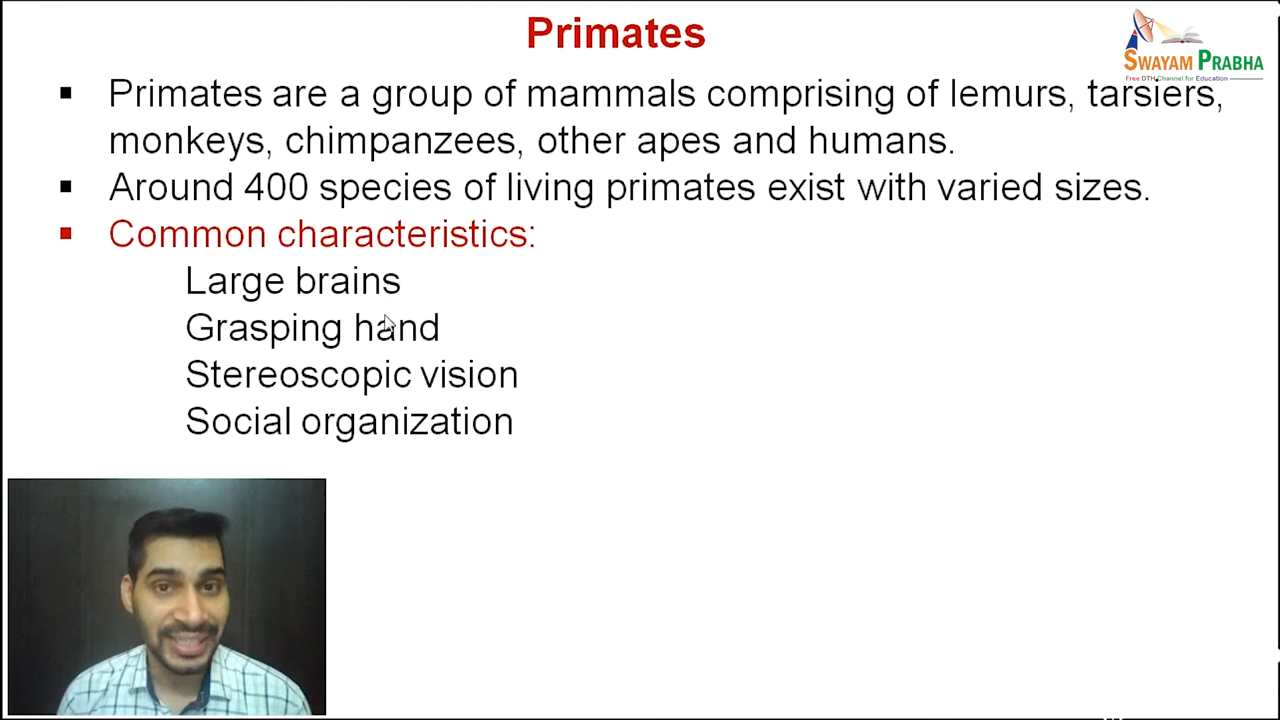 Primates
SWAYAM PRABHA
Free DTH Channel for Education
▪ Primates are a group of mammals comprising of lemurs, tarsiers,
monkeys, chimpanzees, other apes and humans.
▪ Around 400 species of living primates exist with varied sizes.
▪ Common characteristics:
Large brains
Grasping hand
Stereoscopic vision
Social organization